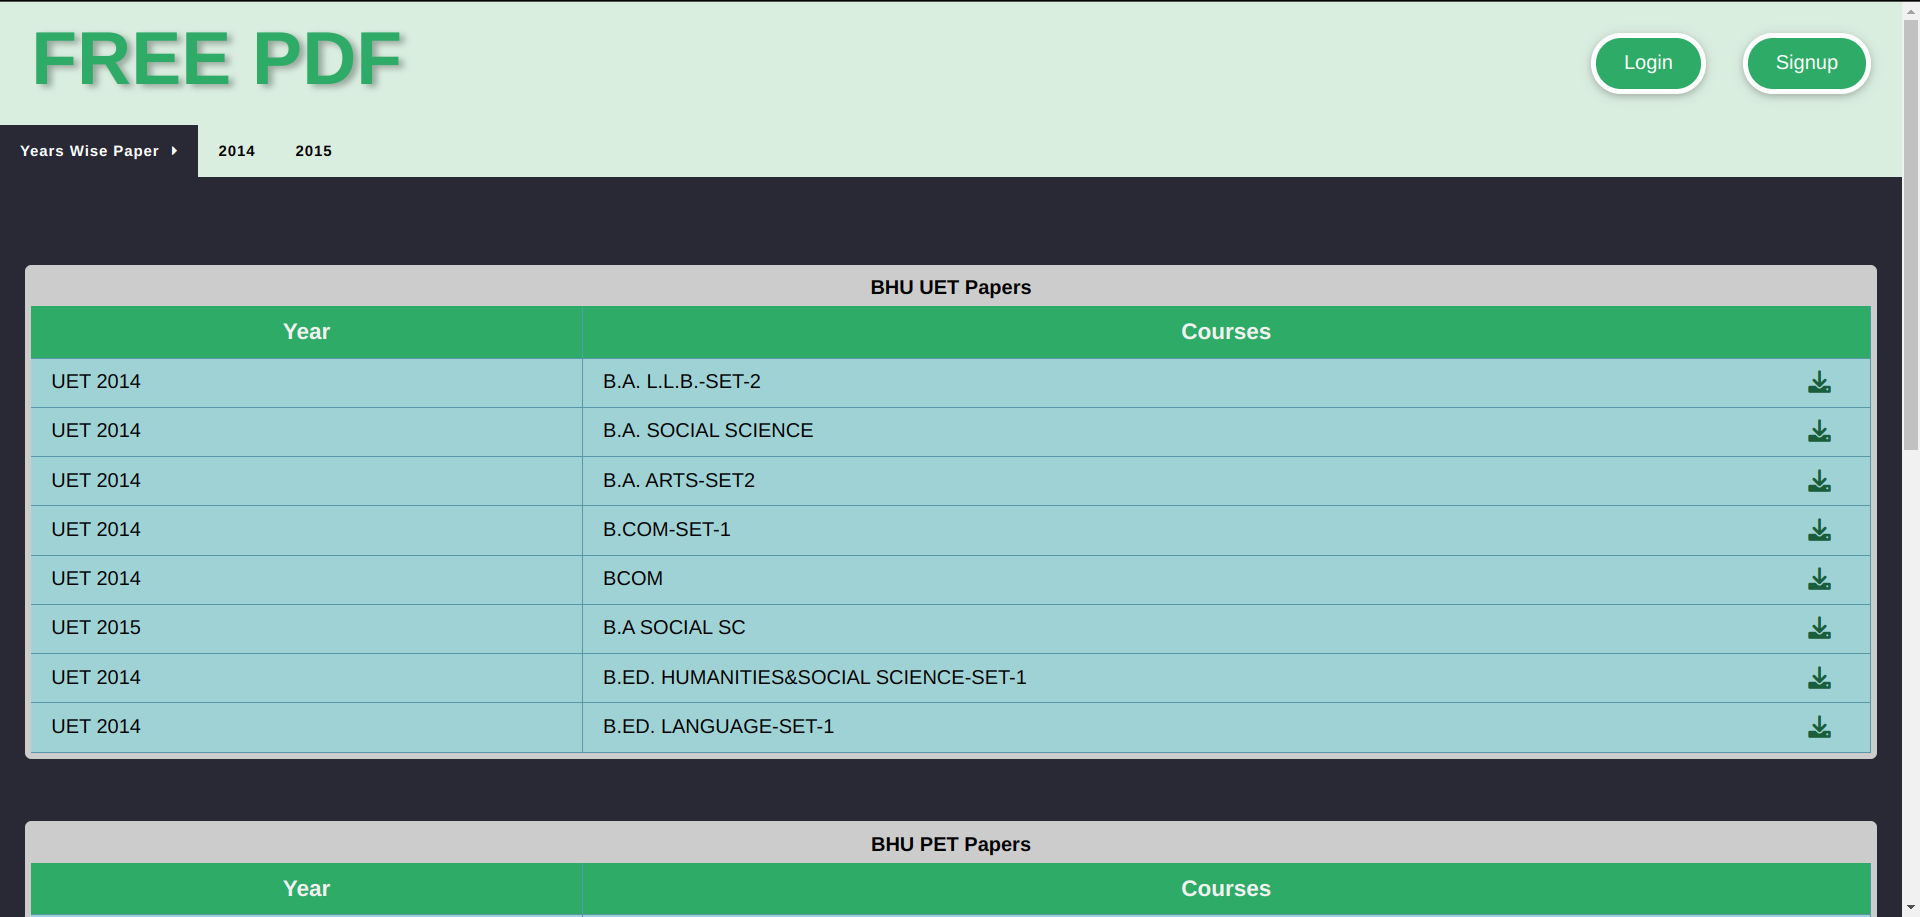 FREE PDF
Login Signup
Years Wise Paper 2014 2015
BHU UET Papers
Year Courses
UET 2014 B.A. L.L.B.-SET-2
UET 2014 B.A. SOCIAL SCIENCE
UET 2014 B.A. ARTS-SET2
UET 2014 B.COM-SET-1
UET 2014 BCOM
UET 2015 B.A SOCIAL SC
UET 2014 B.ED. HUMANITIES&SOCIAL SCIENCE-SET-1
UET 2014 B.ED. LANGUAGE-SET-1
BHU PET Papers
Year Courses